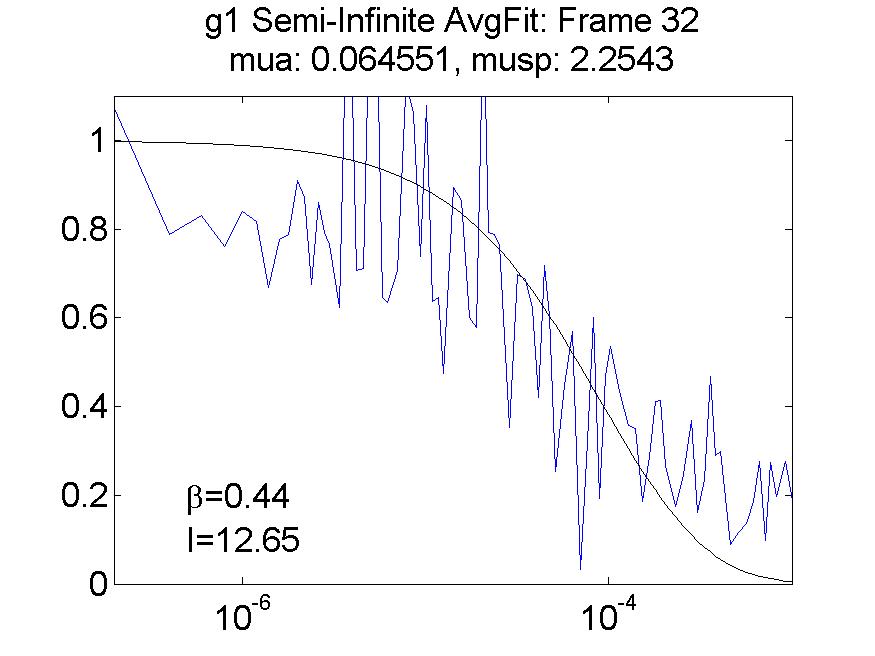 g1 Semi-Infinite AvgFit: Frame 32
mua: 0.064551, musp: 2.2543
1
0.8
0.6
0.4
0.2
0
β=0.44
I=12.65
10-6
10-4